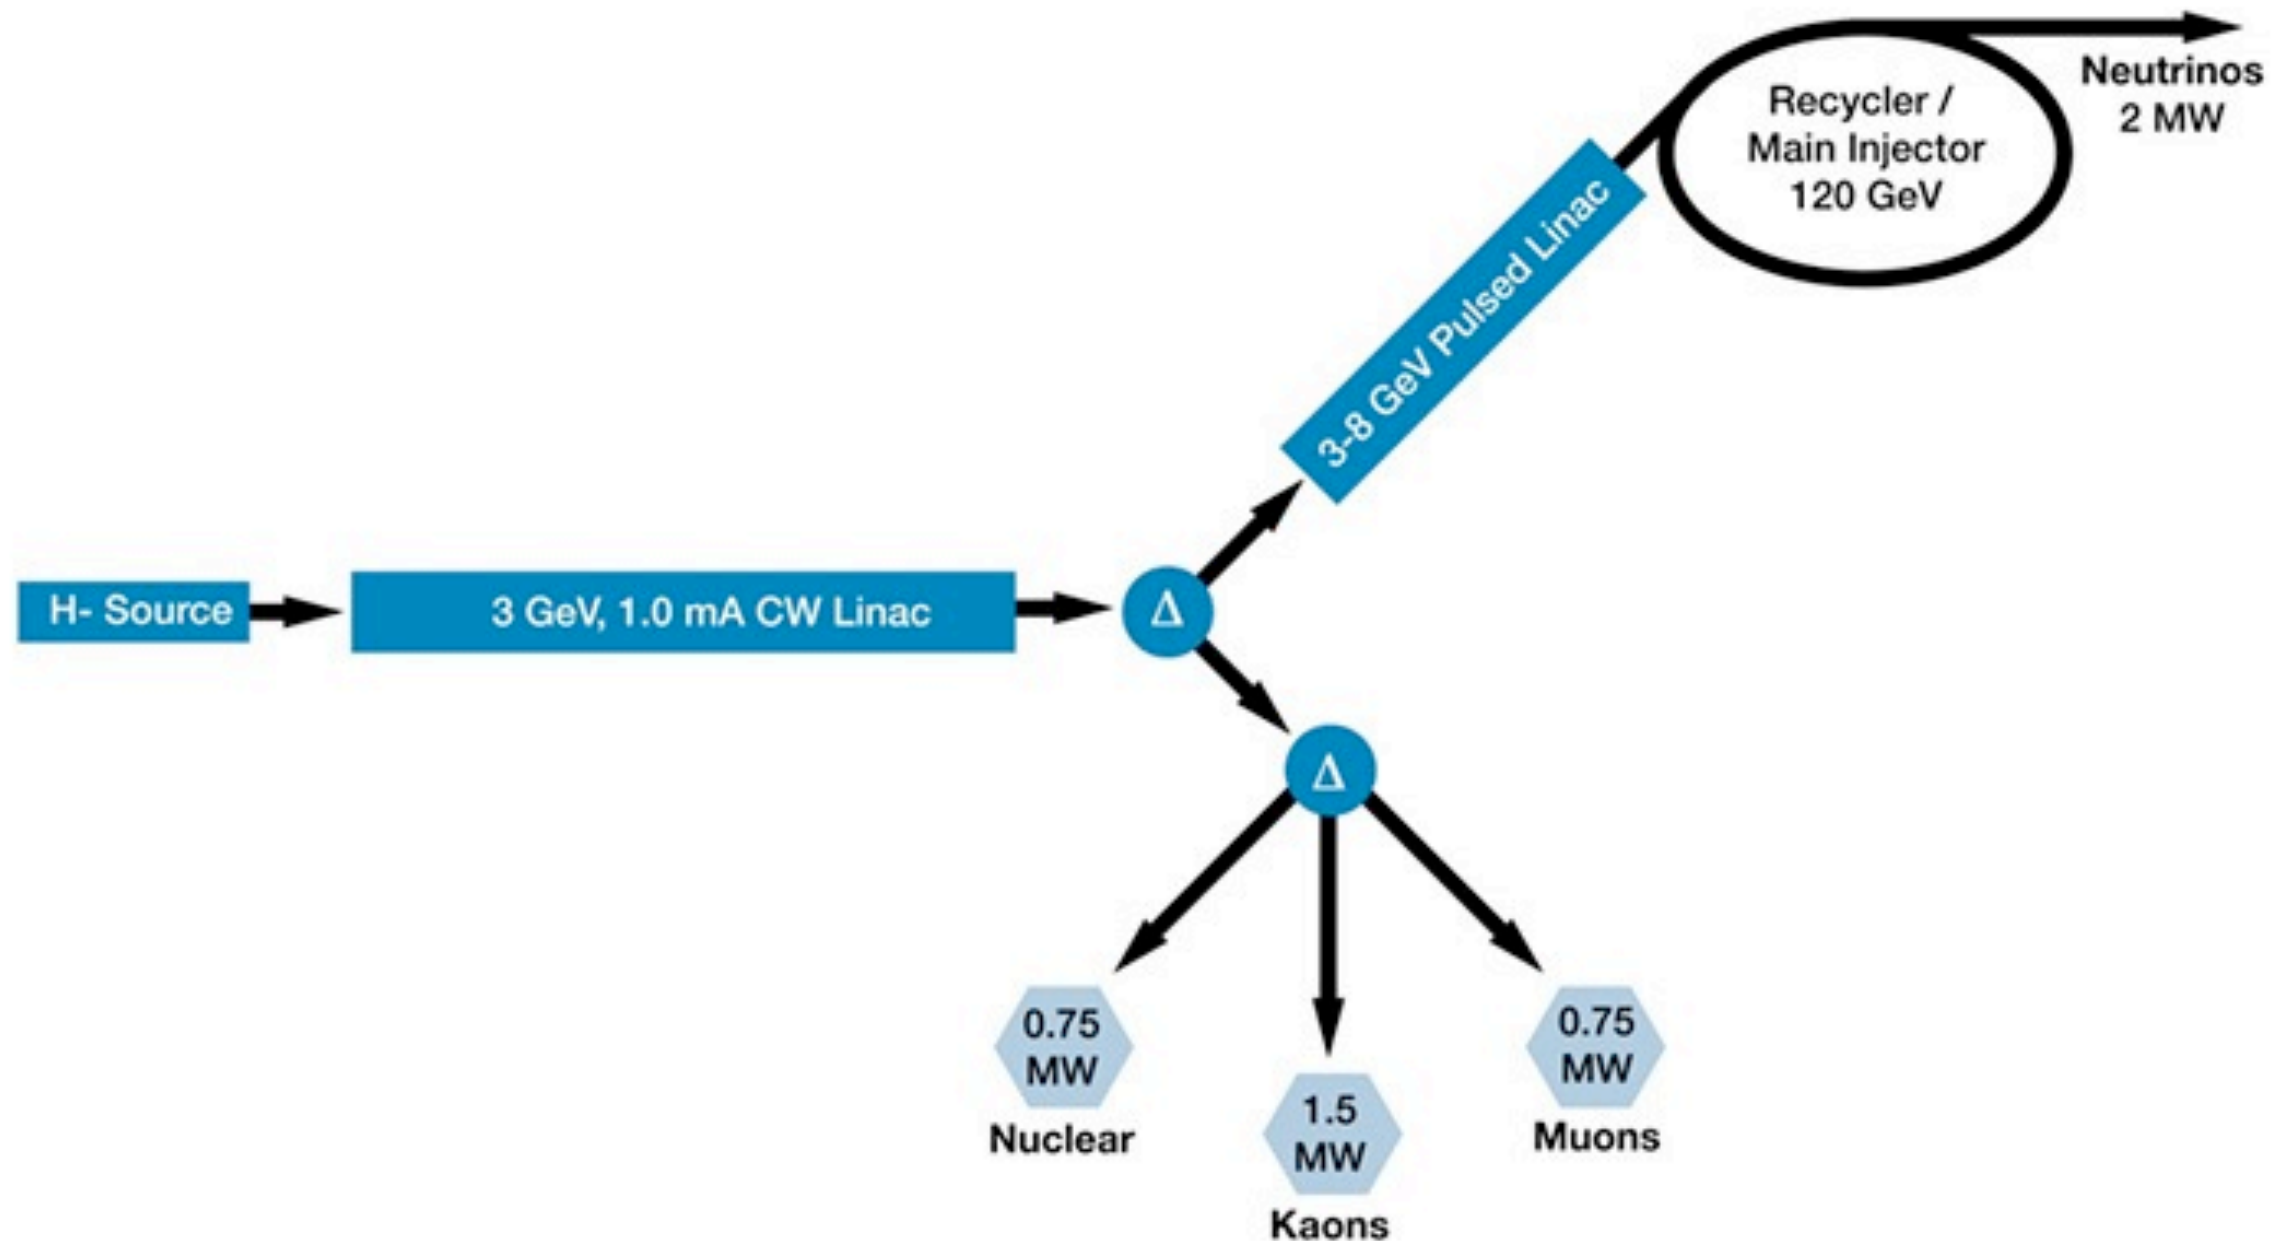 Neutrinos
2 MW
Recycler /
Main Injector
120 GeV
3-8 GeV Pulsed Linac
H- Source
3 GeV, 1.0 mA CW Linac
Δ
Δ
0.75
MW
Nuclear
1.5
MW
Kaons
0.75
MW
Muons